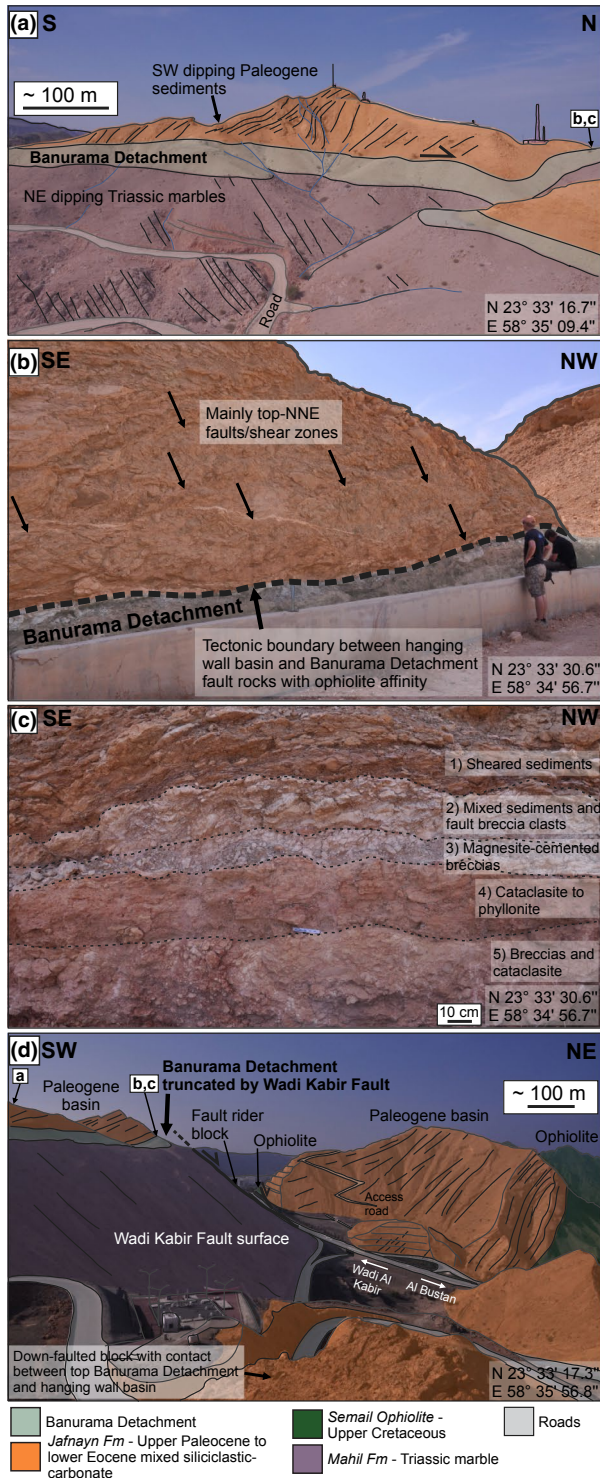 (a) S
N
SW dipping Paleogene
sediments
~ 100 m
b,c
Banurama Detachment
NE dipping Triassic marbles
Road
N 23° 33' 16.7"
E 58° 35' 09.4"
(b) SE
NW
Mainly top-NNE
faults/shear zones
Banurama Detachment
Tectonic boundary between hanging
wall basin and Banurama Detachment
fault rocks with ophiolite affinity
N 23° 33' 30.6"
E 58° 34' 56.7"
(c) SE
NW
1) Sheared sediments
2) Mixed sediments and
fault breccia clasts
3) Magnesite-cemented
breccias
4) Cataclasite to
phyllonite
5) Breccias and
cataclasite
10 cm
N 23° 33' 30.6"
E 58° 34' 56.7"
(d) SW
NE
a
Paleogene
basin
b,c
Banurama Detachment
truncated by Wadi Kabir Fault
~ 100 m
Fault rider
block
Ophiolite
Paleogene basin
Ophiolite
Access
road
Wadi Kabir Fault surface
Wadi Al
Kabir
Al Bustan
Down-faulted block with contact
between top Banurama Detachment
and hanging wall basin
N 23° 33' 17.3"
E 58° 35' 56.8"
Banurama Detachment
Jafnayn Fm - Upper Paleocene to
lower Eocene mixed siliciclastic-
carbonate
Semail Ophiolite -
Upper Cretaceous
Mahil Fm - Triassic marble
Roads